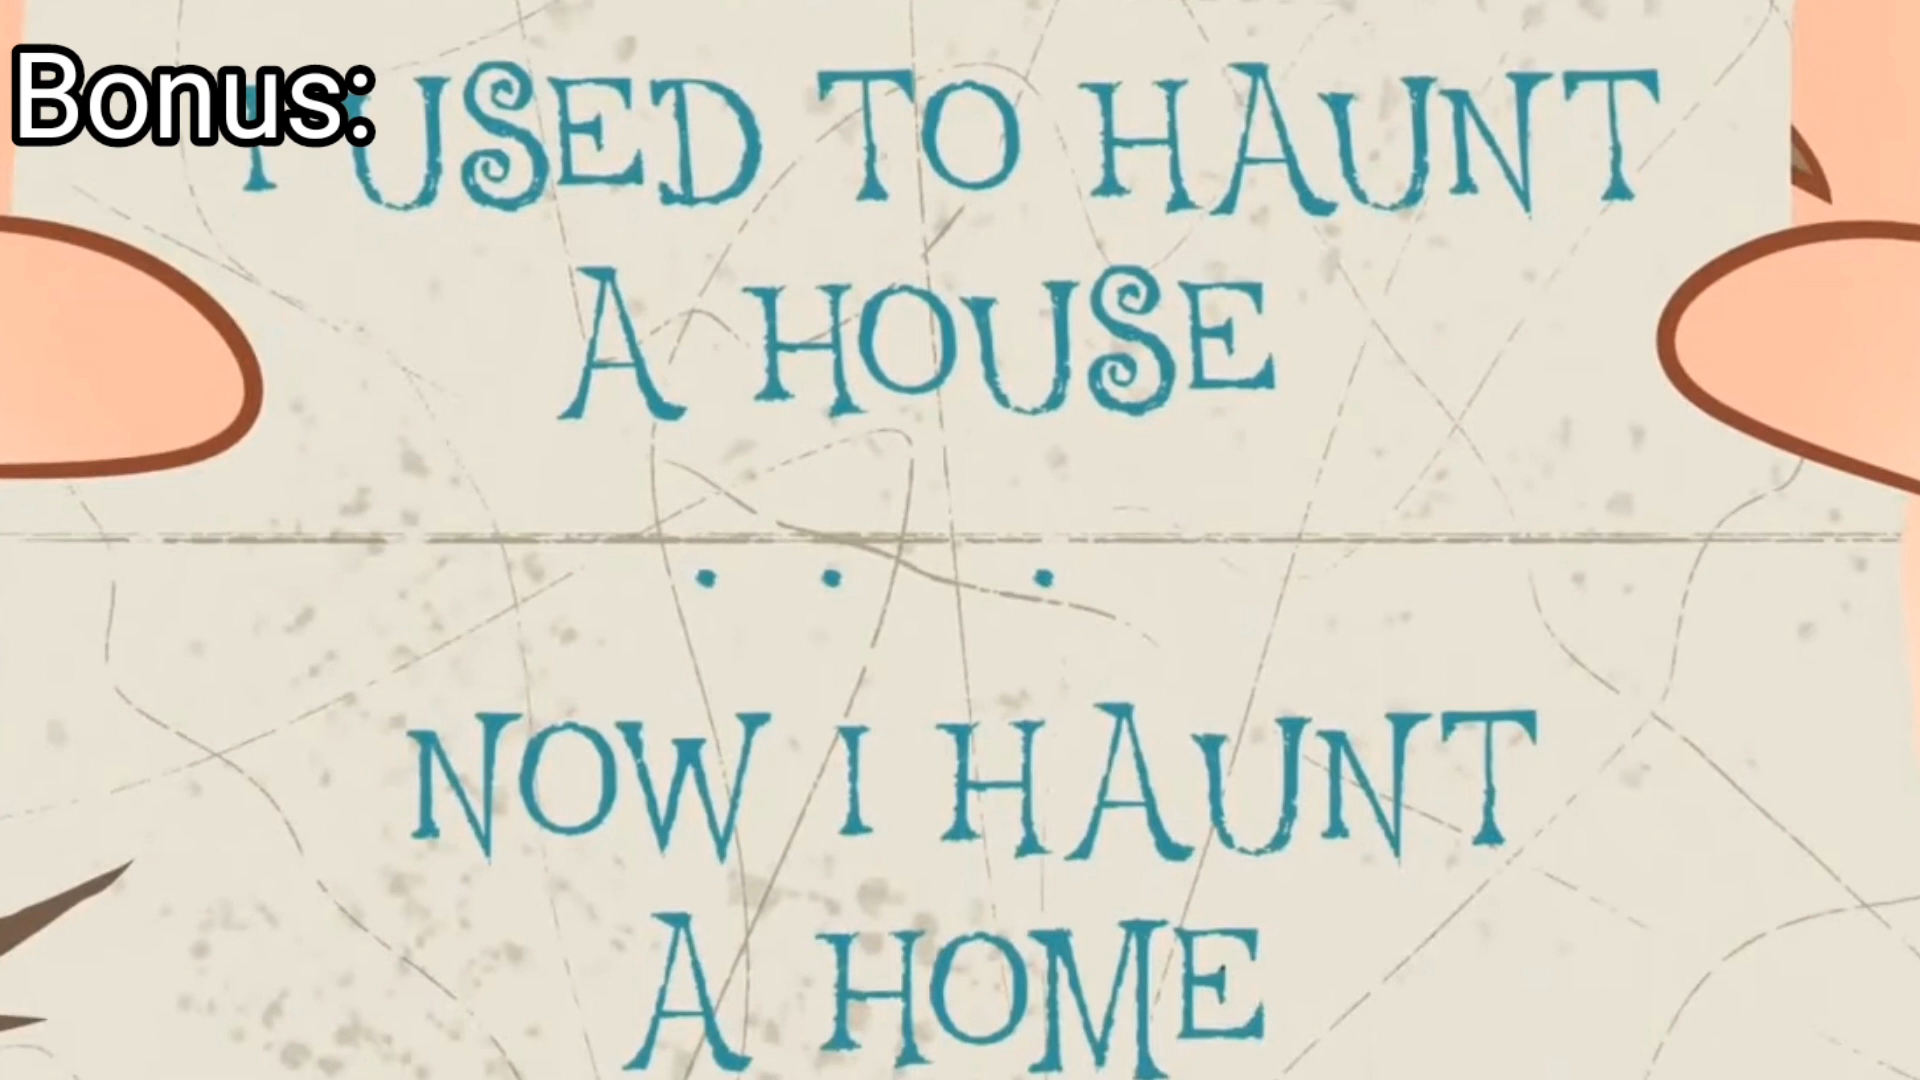 Bonus:
I USED TO HAUNT
A HOUSE
. . .
NOW I HAUNT
A HOME